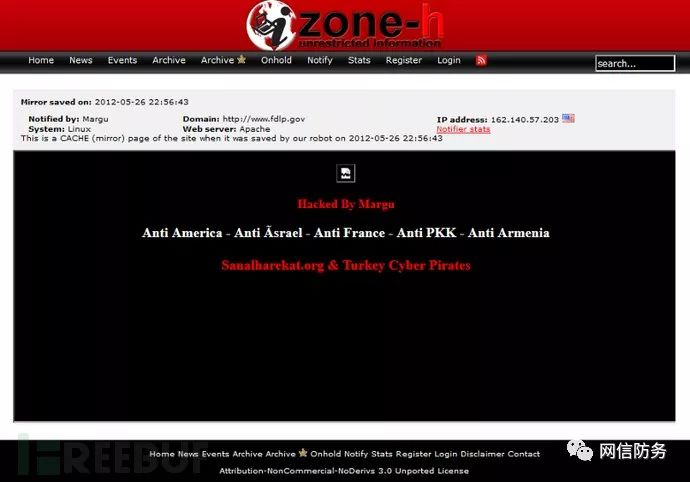 zone-h
unrestricted information
Home News Events Archive Archive Onhold Notify Stats Register Login
search...
Mirror saved on: 2012-05-26 22:56:43
Notified by: Margu Domain: http://www.fdlp.gov IP address: 162.140.57.203
System: Linux Web server: Apache Notifier stats
This is a CACHE (mirror) page of the site when it was saved by our robot on 2012-05-26 22:56:43
Hacked By Margu
Anti America - Anti Ãsrael - Anti France - Anti PKK - Anti Armenia
Sanalharekat.org & Turkey Cyber Pirates
Home News Events Archive Archive Onhold Notify Stats Register Login Disclaimer Contact
Attribution-NonCommercial-NoDerivs 3.0 Unported License
FREEBUF
网信防务